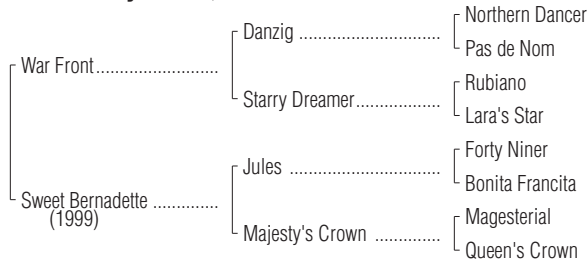 Northern Dancer
Danzig ..............................
Pas de Nom
War Front..........................
Rubiano
Starry Dreamer..................
Lara's Star
Forty Niner
Jules ................................
Bonita Francita
Sweet Bernadette ..............
(1999)
Magesterial
Majesty's Crown ..............
Queen's Crown